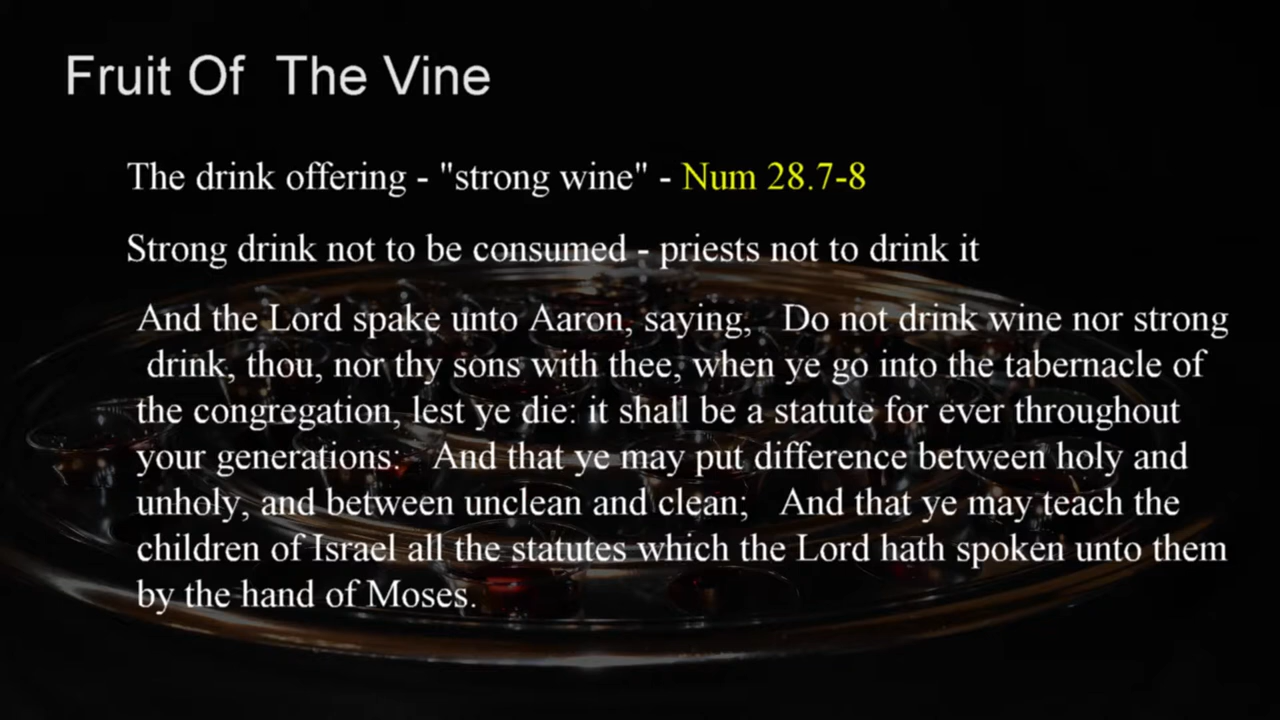 Fruit Of  The Vine
The drink offering - "strong wine" - Num 28.7-8
Strong drink not to be consumed - priests not to drink it
And the Lord spake unto Aaron, saying,   Do not drink wine nor strong
drink, thou, nor thy sons with thee, when ye go into the tabernacle of
the congregation, lest ye die: it shall be a statute for ever throughout
your generations:   And that ye may put difference between holy and
unholy, and between unclean and clean;   And that ye may teach the
children of Israel all the statutes which the Lord hath spoken unto them
by the hand of Moses.